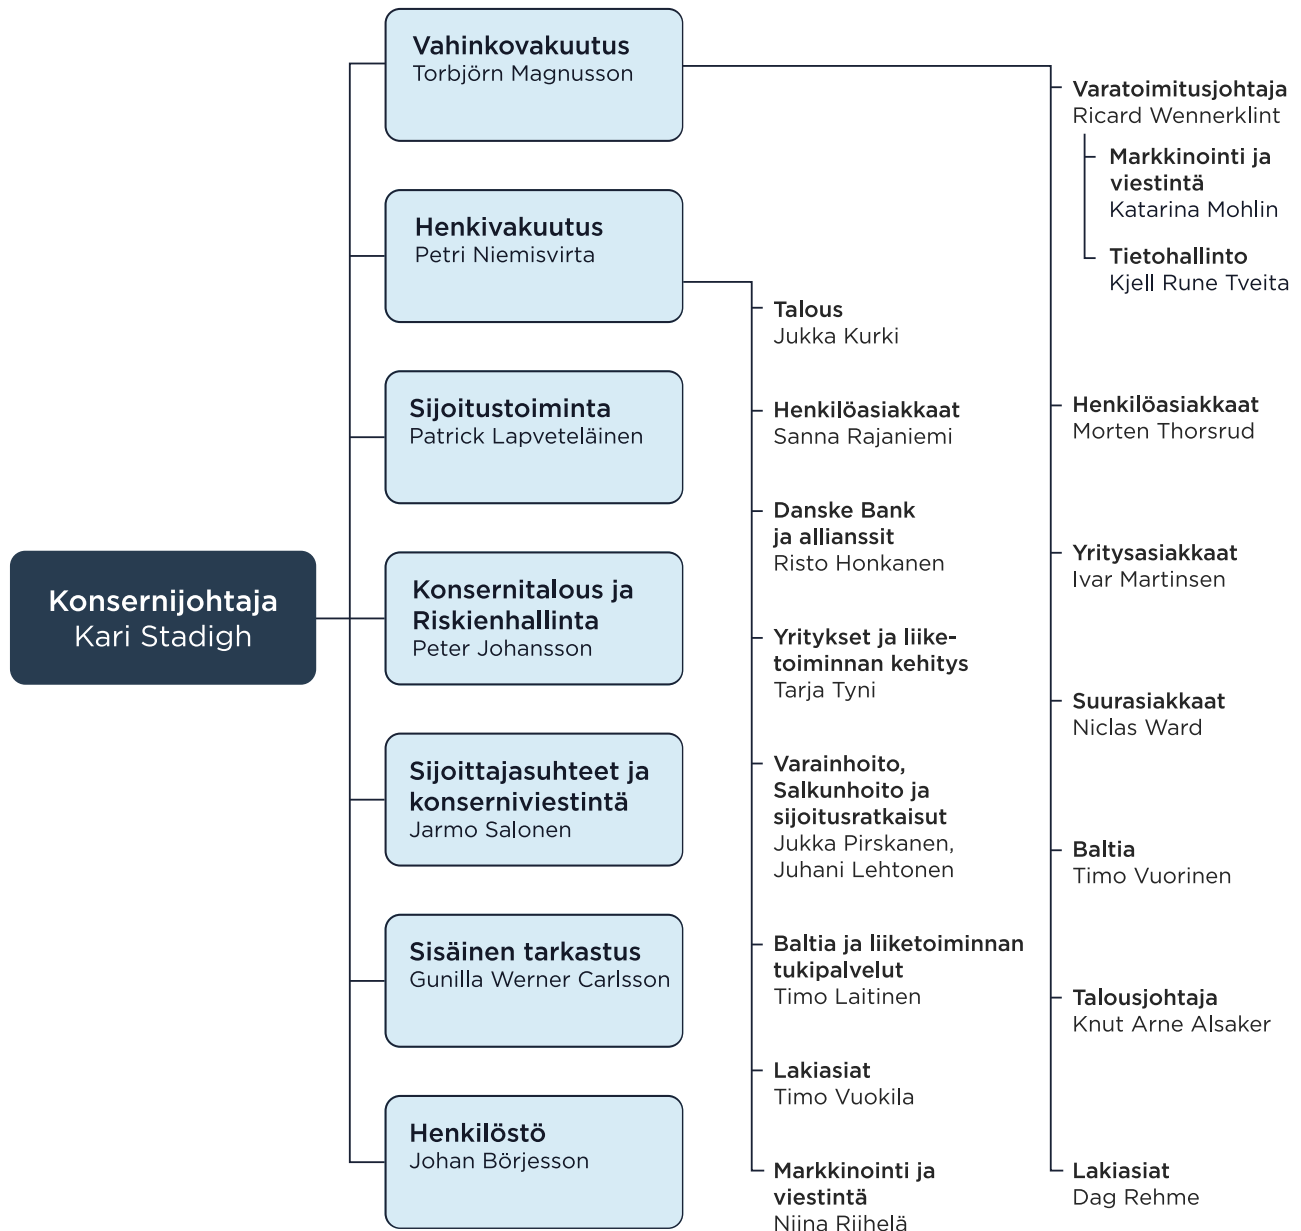 Konsernijohtaja
Kari Stadigh
Vahinkovakuutus
Torbjörn Magnusson
Henkivakuutus
Petri Niemisvirta
Sijoitustoiminta
Patrick Lapveteläinen
Konsernitalous ja
Riskienhallinta
Peter Johansson
Sijoittajasuhteet ja
konserniviestintä
Jarmo Salonen
Sisäinen tarkastus
Gunilla Werner Carlsson
Henkilöstö
Johan Börjesson
Talous
Jukka Kurki
Henkilöasiakkaat
Sanna Rajaniemi
Danske Bank
ja allianssit
Risto Honkanen
Yritykset ja liike-
toiminnan kehitys
Tarja Tyni
Varainhoito,
Salkunhoito ja
sijoitusratkaisut
Jukka Pirskanen,
Juhani Lehtonen
Baltia ja liiketoiminnan
tukipalvelut
Timo Laitinen
Lakiasiat
Timo Vuokila
Markkinointi ja
viestintä
Niina Riihelä
Varatoimitusjohtaja
Ricard Wennerklint
Markkinointi ja
viestintä
Katarina Mohlin
Tietohallinto
Kjell Rune Tveita
Henkilöasiakkaat
Morten Thorsrud
Yritysasiakkaat
Ivar Martinsen
Suurasiakkaat
Niclas Ward
Baltia
Timo Vuorinen
Talousjohtaja
Knut Arne Alsaker
Lakiasiat
Dag Rehme